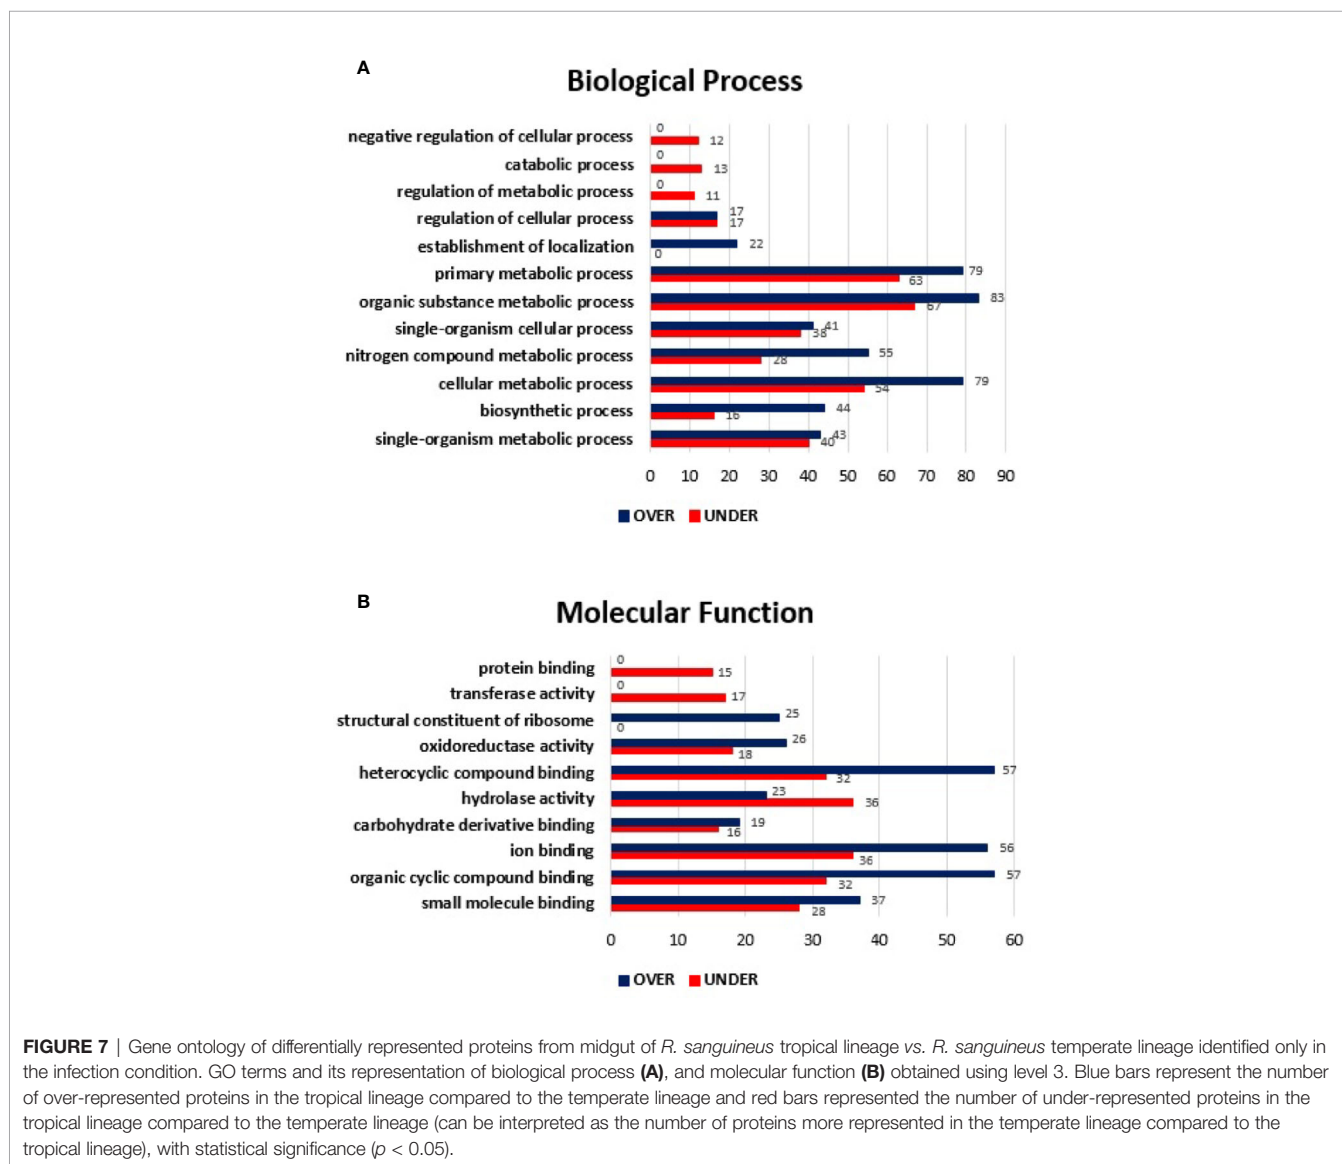 A
Biological Process
negative regulation of cellular process 0 12
catabolic process 0 13
regulation of metabolic process 0 11
regulation of cellular process 17 17
establishment of localization 22 0
primary metabolic process 79 63
organic substance metabolic process 83 67
single-organism cellular process 41 38
nitrogen compound metabolic process 55 28
cellular metabolic process 79 54
biosynthetic process 44 16
single-organism metabolic process 43 40
0 10 20 30 40 50 60 70 80 90
OVER UNDER
B
Molecular Function
protein binding 0 15
transferase activity 0 17
structural constituent of ribosome 25 0
oxidoreductase activity 26 18
heterocyclic compound binding 57 32
hydrolase activity 23 36
carbohydrate derivative binding 19 16
ion binding 56 36
organic cyclic compound binding 57 32
small molecule binding 37 28
0 10 20 30 40 50 60
OVER UNDER
FIGURE 7 | Gene ontology of differentially represented proteins from midgut of R. sanguineus tropical lineage vs. R. sanguineus temperate lineage identified only in
the infection condition. GO terms and its representation of biological process (A), and molecular function (B) obtained using level 3. Blue bars represent the number
of over-represented proteins in the tropical lineage compared to the temperate lineage and red bars represented the number of under-represented proteins in the
tropical lineage compared to the temperate lineage (can be interpreted as the number of proteins more represented in the temperate lineage compared to the
tropical lineage), with statistical significance (p < 0.05).